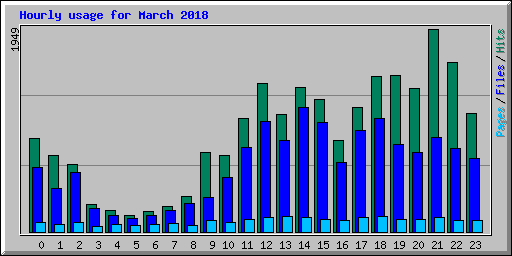 Hourly usage for March 2018
1949
Pages/Files/Hits
0 1 2 3 4 5 6 7 8 9 10 11 12 13 14 15 16 17 18 19 20 21 22 23